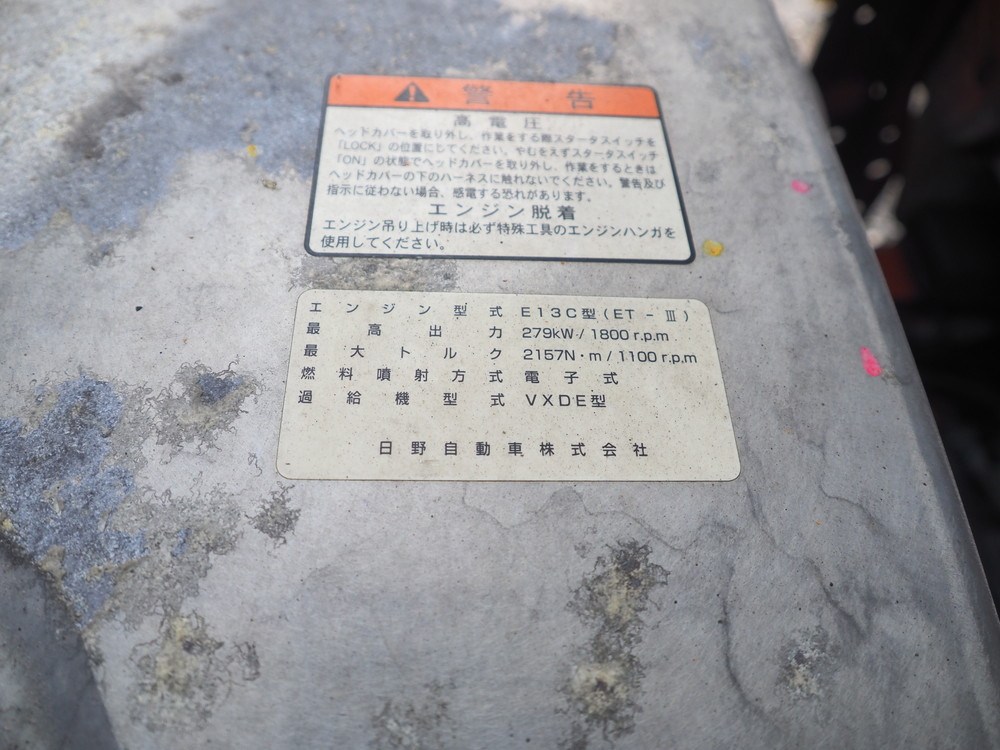 警告
高電圧
ヘッドカバーを取り外し、作業をする際スタータスイッチを
「LOCK」の位置にしてください。やむをえずスタータスイッチ
「ON」の状態でヘッドカバーを取り外し、作業をするときは
ヘッドカバーの下のハーネスに触れないでください。警告及び
指示に従わない場合、感電する恐れがあります。
エンジン脱着
エンジン吊り上げ時は必ず特殊工具のエンジンハンガを
使用してください。
エンジン型式 E13C型(ET-Ⅲ)
最高出力 279kW/1800r.p.m
最大トルク 2157N・m/1100r.p.m
燃料噴射方式 電子式
過給機型式 VXDE型
日野自動車株式会社